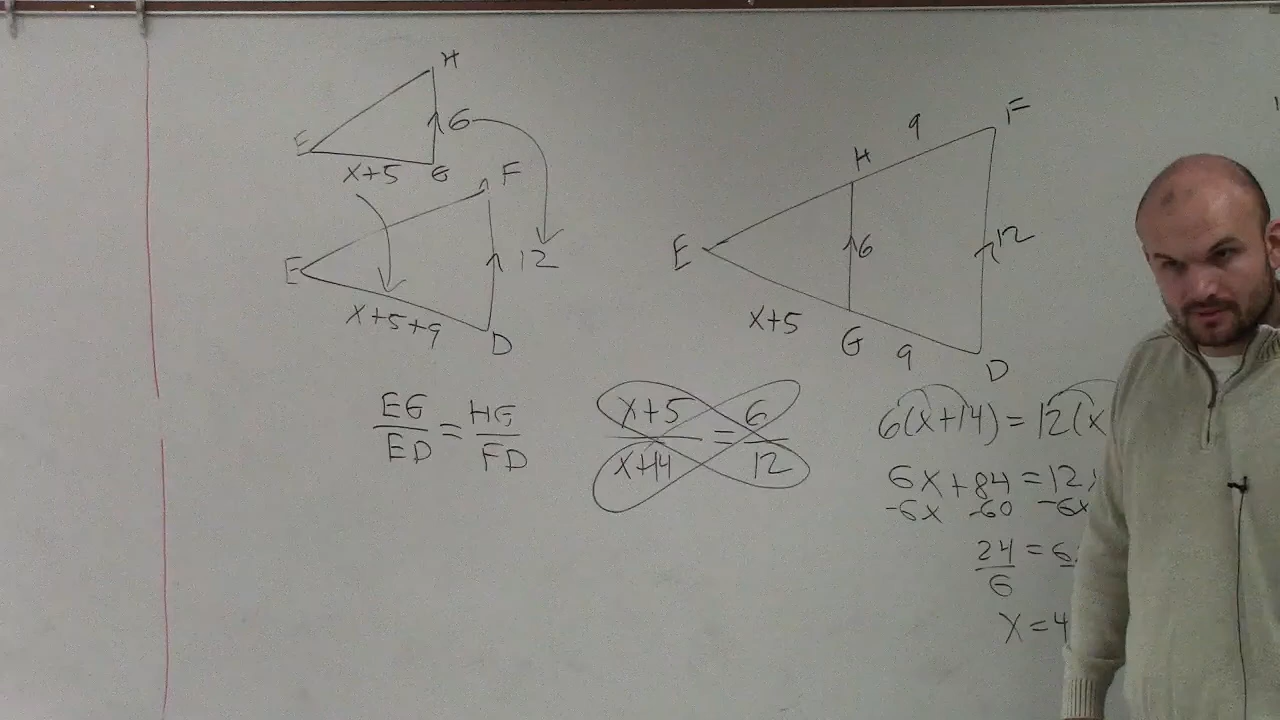 H
E
6
x+5 G
F
E
12
x+5+9
D
EG/ED = HG/FD
F
9
H
E
6
12
x+5
G
9
D
x+5/x+14 = 6/12
6(x+14)=12(x
6x+84=12x
-6x -60 -6x
24/6 = 6
x=4